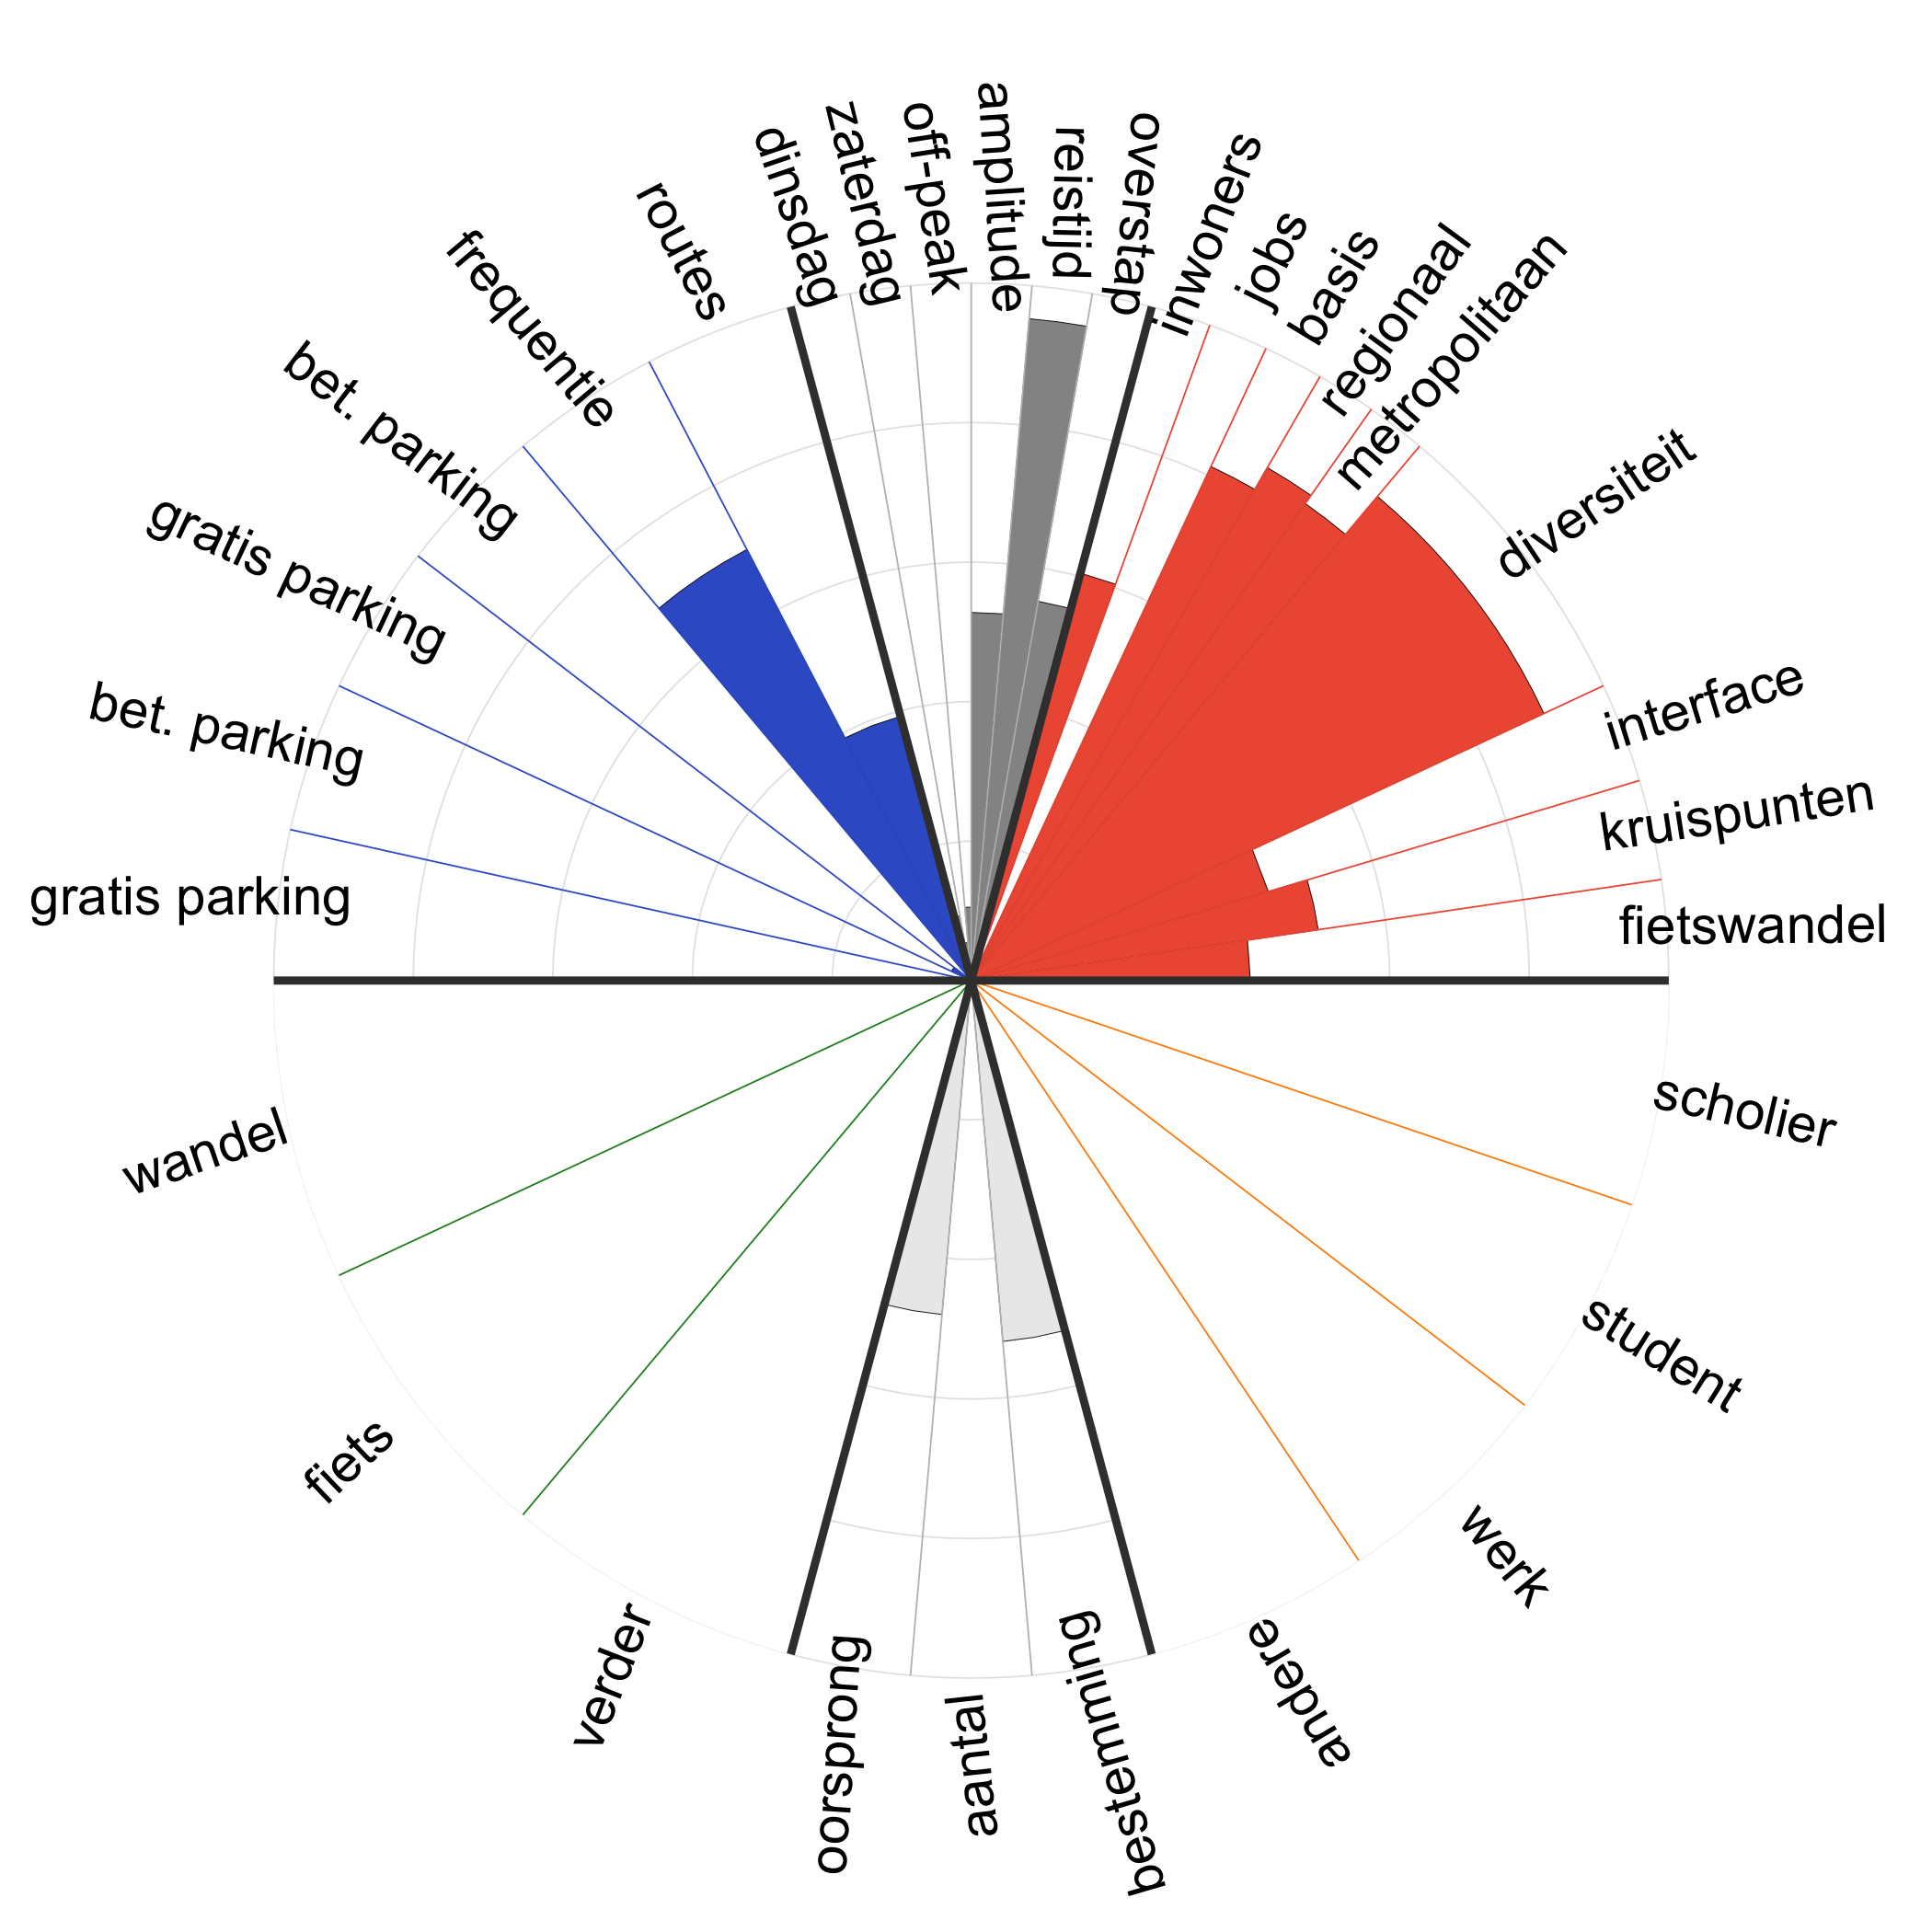 dinsdag
zaterdag
off-peak
amplitude
reistijd
overstap
inwoners
jobs
basis
regionaal
metropolitaan
diversiteit
interface
kruispunten
fietswandel
scholier
student
werk
andere
bestemming
aantal
oorsprong
verder
fiets
wandel
gratis parking
bet. parking
gratis parking
bet. parking
frequentie
routes